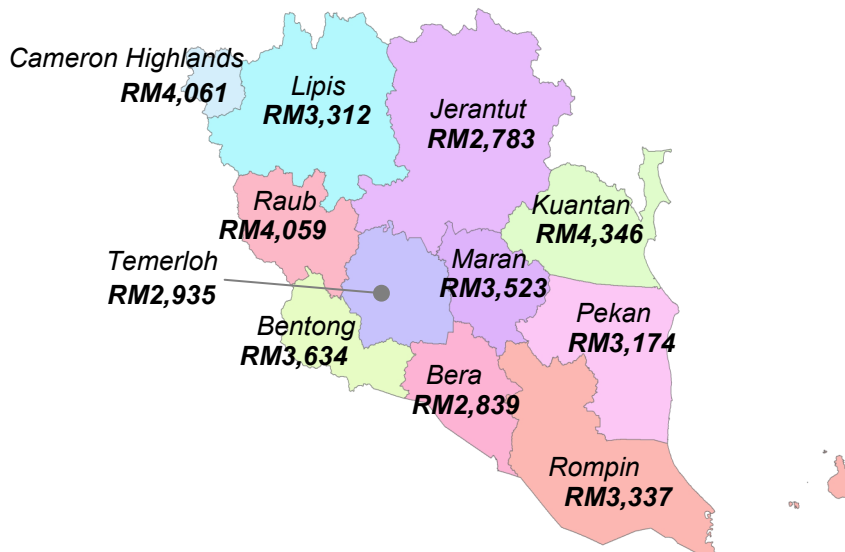 Cameron Highlands
RM4,061
Lipis
RM3,312
Jerantut
RM2,783
Raub
RM4,059
Kuantan
RM4,346
Temerloh
RM2,935
Maran
RM3,523
Bentong
RM3,634
Pekan
RM3,174
Bera
RM2,839
Rompin
RM3,337